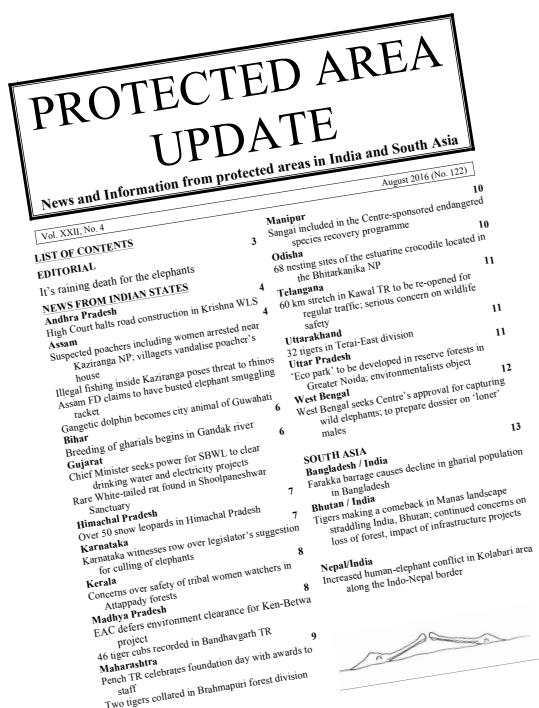 PROTECTED AREA
UPDATE
News and Information from protected areas in India and South Asia
Vol. XXII, No. 4
August 2016 (No. 122)
LIST OF CONTENTS
EDITORIAL 3
It's raining death for the elephants
NEWS FROM INDIAN STATES
Andhra Pradesh 4
High Court halts road construction in Krishna WLS
Assam 4
Suspected poachers including women arrested near
Kaziranga NP; villagers vandalise poacher's
house
Illegal fishing inside Kaziranga poses threat to rhinos
Assam FD claims to have busted elephant smuggling
racket
Gangetic dolphin becomes city animal of Guwahati
Bihar 6
Breeding of gharials begins in Gandak river
Gujarat 6
Chief Minister seeks power for SBWL to clear
drinking water and electricity projects
Rare White-tailed rat found in Shoolpaneshwar
Sanctuary
Himachal Pradesh 7
Over 50 snow leopards in Himachal Pradesh
Karnataka 7
Karnataka witnesses row over legislator's suggestion
for culling of elephants
Kerala 8
Concerns over safety of tribal women watchers in
Attappady forests
Madhya Pradesh 8
EAC defers environment clearance for Ken-Betwa
project
46 tiger cubs recorded in Bandhavgarh TR
Maharashtra 9
Pench TR celebrates foundation day with awards to
staff
Two tigers collared in Brahmapuri forest division
Manipur 10
Sangai included in the Centre-sponsored endangered
species recovery programme
Odisha 10
68 nesting sites of the estuarine crocodile located in
the Bhitarkanika NP
Telangana 11
60 km stretch in Kawal TR to be re-opened for
regular traffic; serious concern on wildlife
safety
Uttarakhand 11
32 tigers in Terai-East division
Uttar Pradesh 11
'Eco park' to be developed in reserve forests in
Greater Noida; environmentalists object
West Bengal 12
West Bengal seeks Centre's approval for capturing
wild elephants; to prepare dossier on 'loner'
males
SOUTH ASIA 13
Bangladesh / India
Farakka barrage causes decline in gharial population
in Bangladesh
Bhutan / India
Tigers making a comeback in Manas landscape
straddling India, Bhutan; continued concerns on
loss of forest, impact of infrastructure projects
Nepal/India
Increased human-elephant conflict in Kolabari area
along the Indo-Nepal border